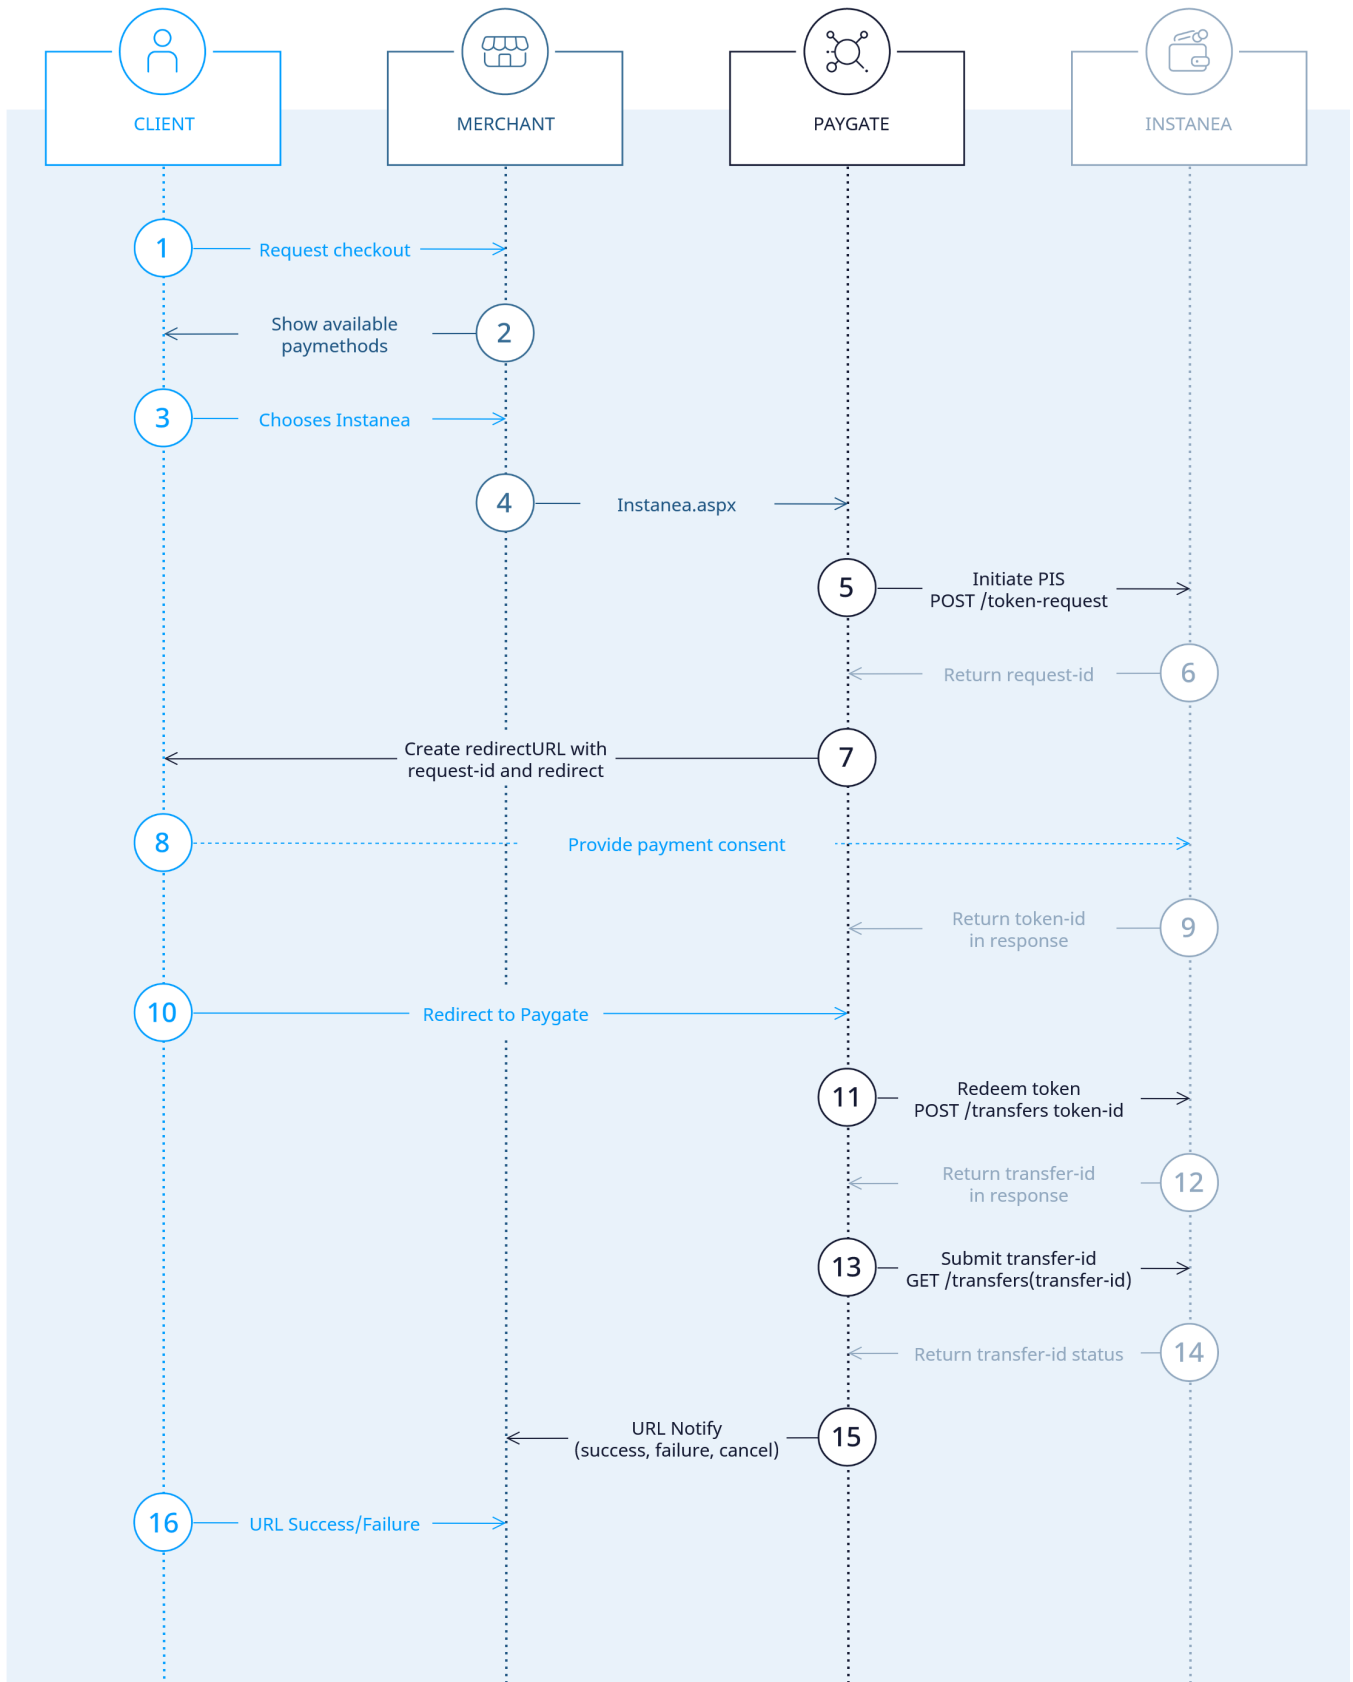 CLIENT
MERCHANT
PAYGATE
INSTANEA
1
Request checkout
Show available
paymethods
2
3
Chooses Instanea
4
Instanea.aspx
5
Initiate PIS
POST /token-request
Return request-id
6
Create redirectURL with
request-id and redirect
7
8
Provide payment consent
Return token-id
in response
9
10
Redirect to Paygate
11
Redeem token
POST /transfers token-id
Return transfer-id
in response
12
13
Submit transfer-id
GET /transfers(transfer-id)
Return transfer-id status
14
URL Notify
(success, failure, cancel)
15
16
URL Success/Failure